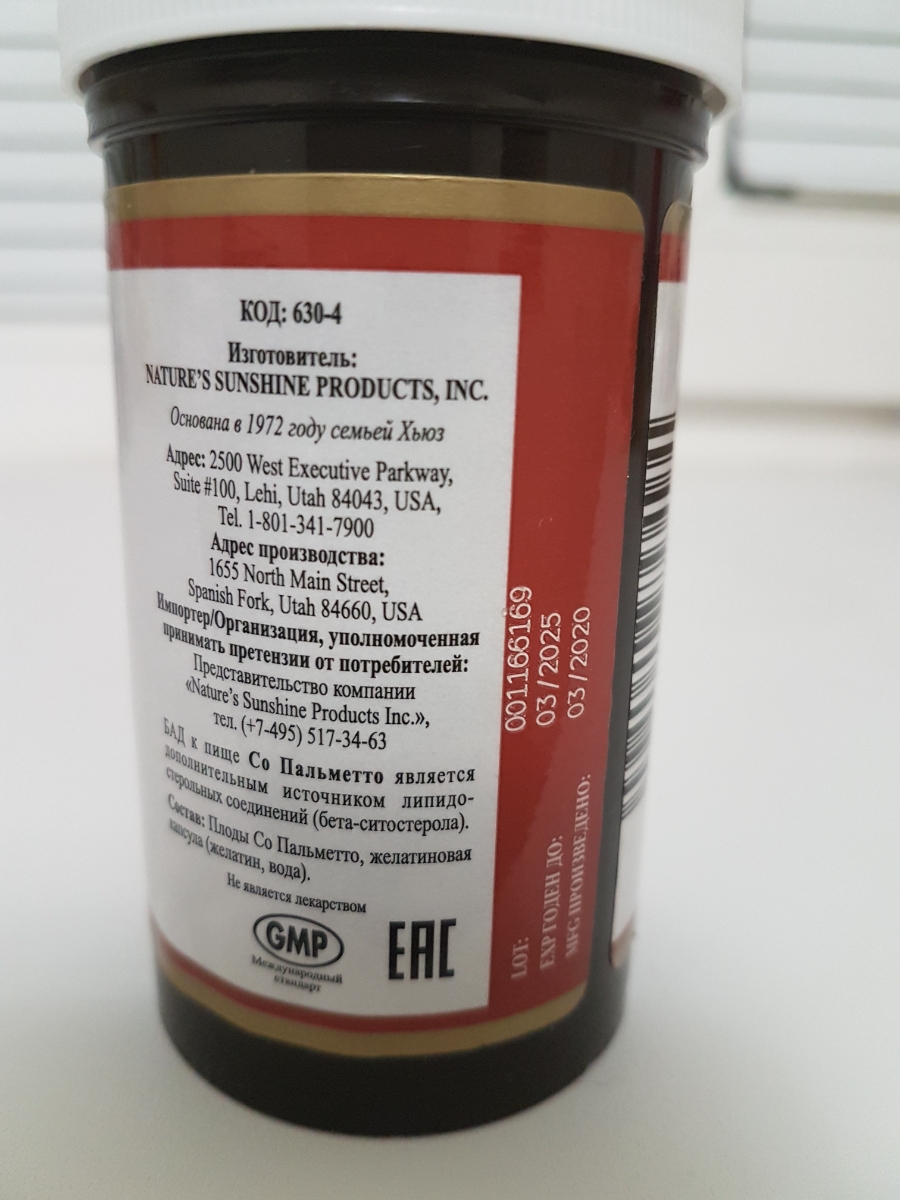 КОД: 630-4
Изготовитель:
NATURE'S SUNSHINE PRODUCTS, INC.
Основана в 1972 году семьей Хьюз
Адрес: 2500 West Executive Parkway,
Suite #100, Lehi, Utah 84043, USA,
Tel. 1-801-341-7900
Адрес производства:
1655 North Main Street,
Spanish Fork, Utah 84660, USA
Импортер/Организация, уполномоченная
принимать претензии от потребителей:
Представительство компании
«Nature's Sunshine Products Inc.»,
тел. (+7-495) 517-34-63
БАД к пище Со Пальметто является
дополнительным источником липидо-
стерольных соединений (бета-ситостерола).
Состав: Плоды Со Пальметто, желатиновая
капсула (желатин, вода).
Не является лекарством
GMP
Международный
стандарт
EAC
LOT: 001166169
EXP ГОДЕН ДО: 03/2025
MFG ПРОИЗВЕДЕНО: 03/2020